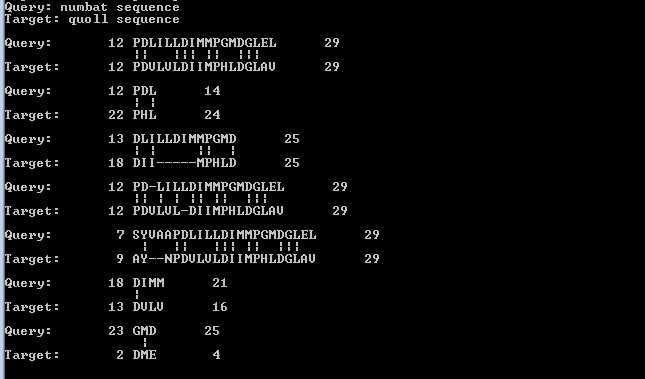 Query: numbat sequence
Target: quoll sequence
Query:       12 PDLILLDIMMPGMDGLEL      29
                ¦¦   ¦¦¦ ¦¦  ¦¦¦
Target:      12 PDVLVLDIIMPHLDGLAV      29
Query:       12 PDL      14
                ¦ ¦
Target:      22 PHL      24
Query:       13 DLILLDIMMPGMD      25
                ¦ ¦     ¦¦  ¦
Target:      18 DII-----MPHLD      25
Query:       12 PD-LILLDIMMPGMDGLEL      29
                ¦¦ ¦ ¦ ¦¦ ¦¦  ¦¦¦
Target:      12 PDVLVL-DIIMPHLDGLAV      29
Query:        7 SYVAAPDLILLDIMMPGMDGLEL      29
                 ¦   ¦¦   ¦¦¦ ¦¦  ¦¦¦
Target:       9 AY--NPDVLVLDIIMPHLDGLAV      29
Query:       18 DIMM      21
                ¦
Target:      13 DVLV      16
Query:       23 GMD      25
                 ¦
Target:       2 DME      4